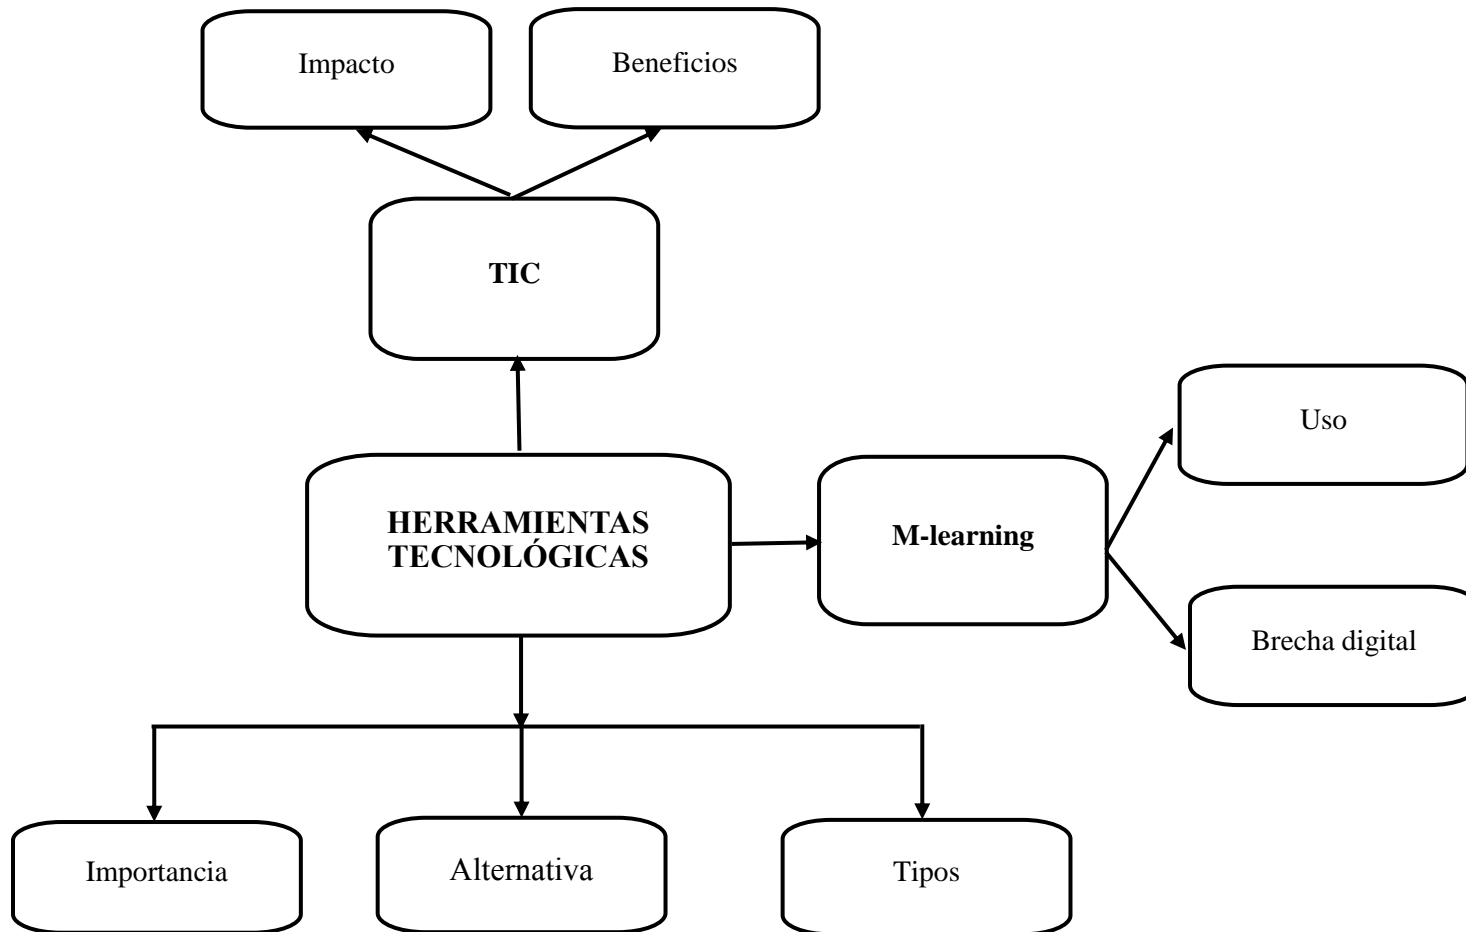 Impacto
Beneficios
TIC
HERRAMIENTAS
TECNOLÓGICAS
M-learning
Uso
Brecha digital
Importancia
Alternativa
Tipos